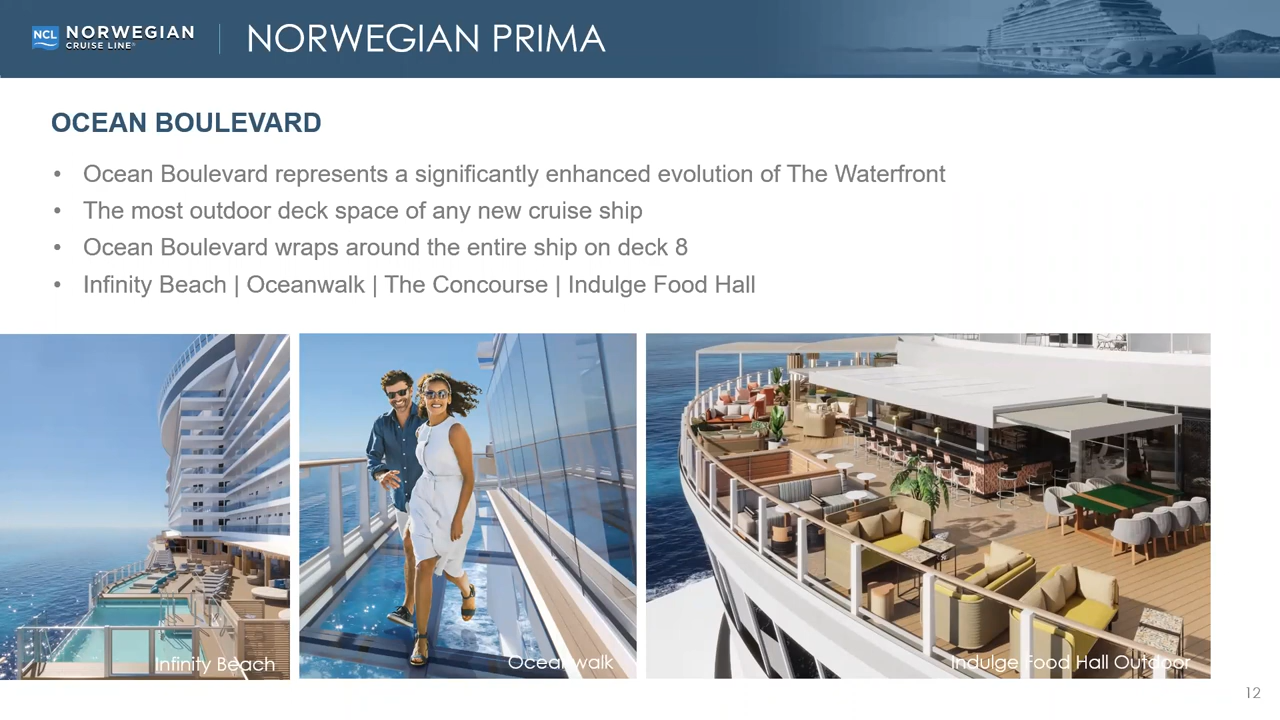 NCL NORWEGIAN
CRUISE LINE®
NORWEGIAN PRIMA
OCEAN BOULEVARD
• Ocean Boulevard represents a significantly enhanced evolution of The Waterfront
• The most outdoor deck space of any new cruise ship
• Ocean Boulevard wraps around the entire ship on deck 8
• Infinity Beach | Oceanwalk | The Concourse | Indulge Food Hall
Infinity Beach
Oceanwalk
Indulge Food Hall Outdoor
12